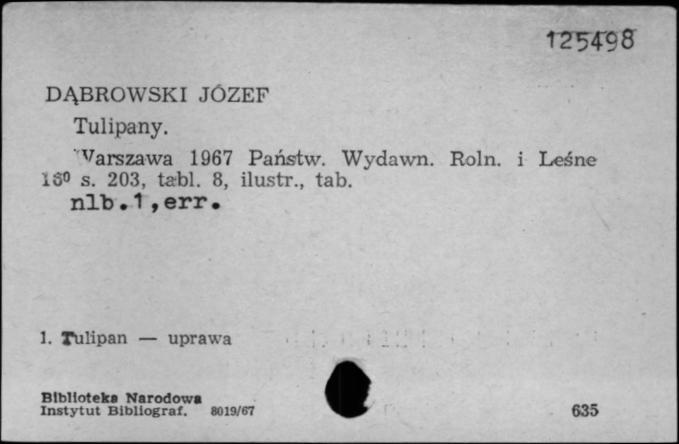 125498
DĄBROWSKI JÓZEF
Tulipany.
Warszawa 1967 Państw. Wydawn. Roln. i Leśne
16⁰ s. 203, tabl. 8, ilustr., tab.
nlb.1,err.
1. Tulipan — uprawa
Biblioteka Narodowa
Instytut Bibliograf. 8019/67
635